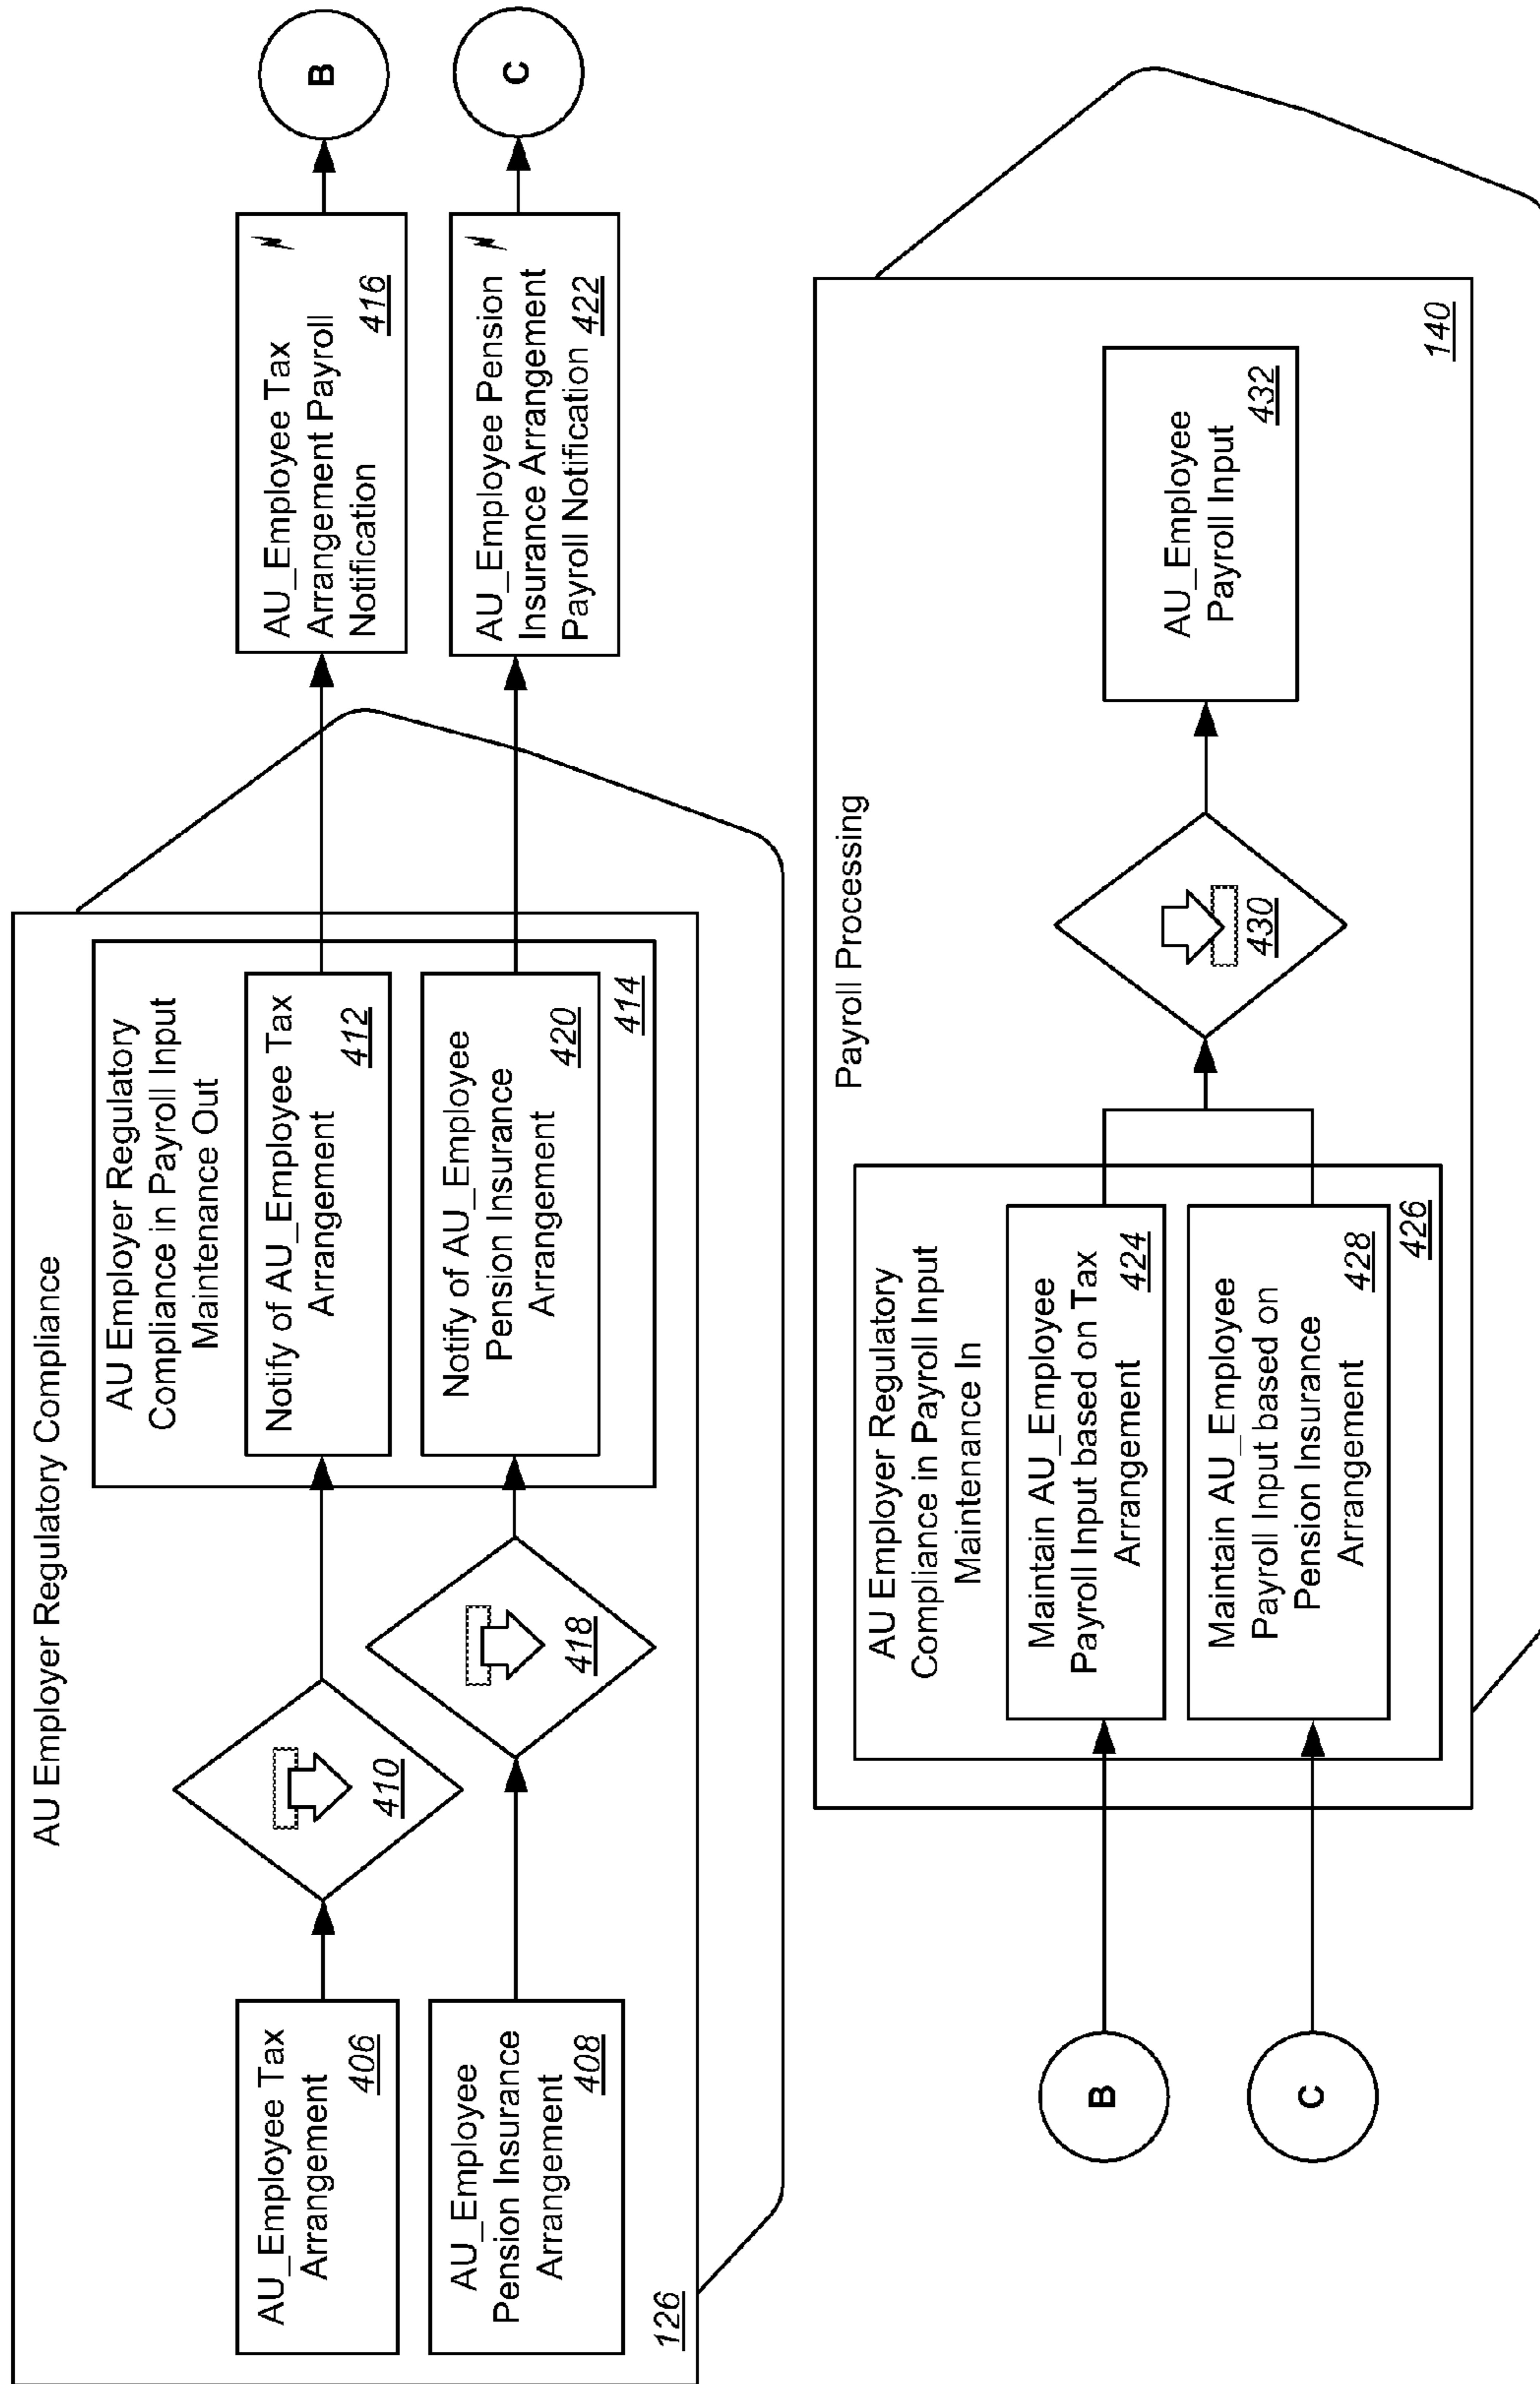 AU Employer Regulatory Compliance
AU_Employee Tax
Arrangement
406
AU_Employee
Pension Insurance
Arrangement
408
126
410
418
AU Employer Regulatory
Compliance in Payroll Input
Maintenance Out
Notify of AU_Employee Tax
Arrangement
412
Notify of AU_Employee
Pension Insurance
Arrangement
420
414
AU_Employee Tax
Arrangement Payroll
Notification
416
AU_Employee Pension
Insurance Arrangement
Payroll Notification
422
B
C
Payroll Processing
B
C
AU Employer Regulatory
Compliance in Payroll Input
Maintenance In
Maintain AU_Employee
Payroll Input based on Tax
Arrangement
424
Maintain AU_Employee
Payroll Input based on
Pension Insurance
Arrangement
428
426
430
AU_Employee
Payroll Input
432
140